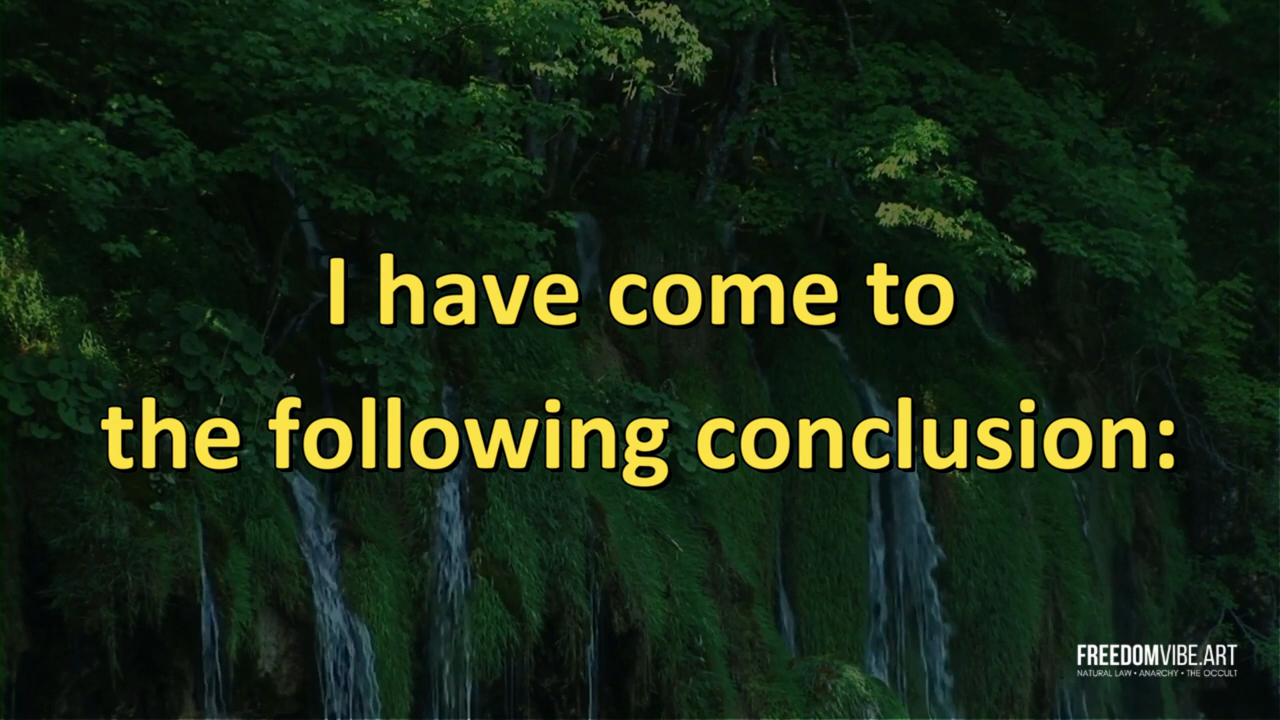 I have come to
the following conclusion:
FREEDOMVIBE.ART
NATURAL LAW • ANARCHY • THE OCCULT